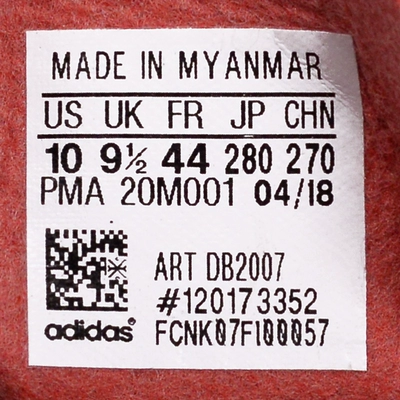 MADE IN MYANMAR
US UK FR JP CHN
10 9½ 44 280 270
PMA 20M001 04/18
ART DB2007
#120173352
adidas® FCNK07F100057